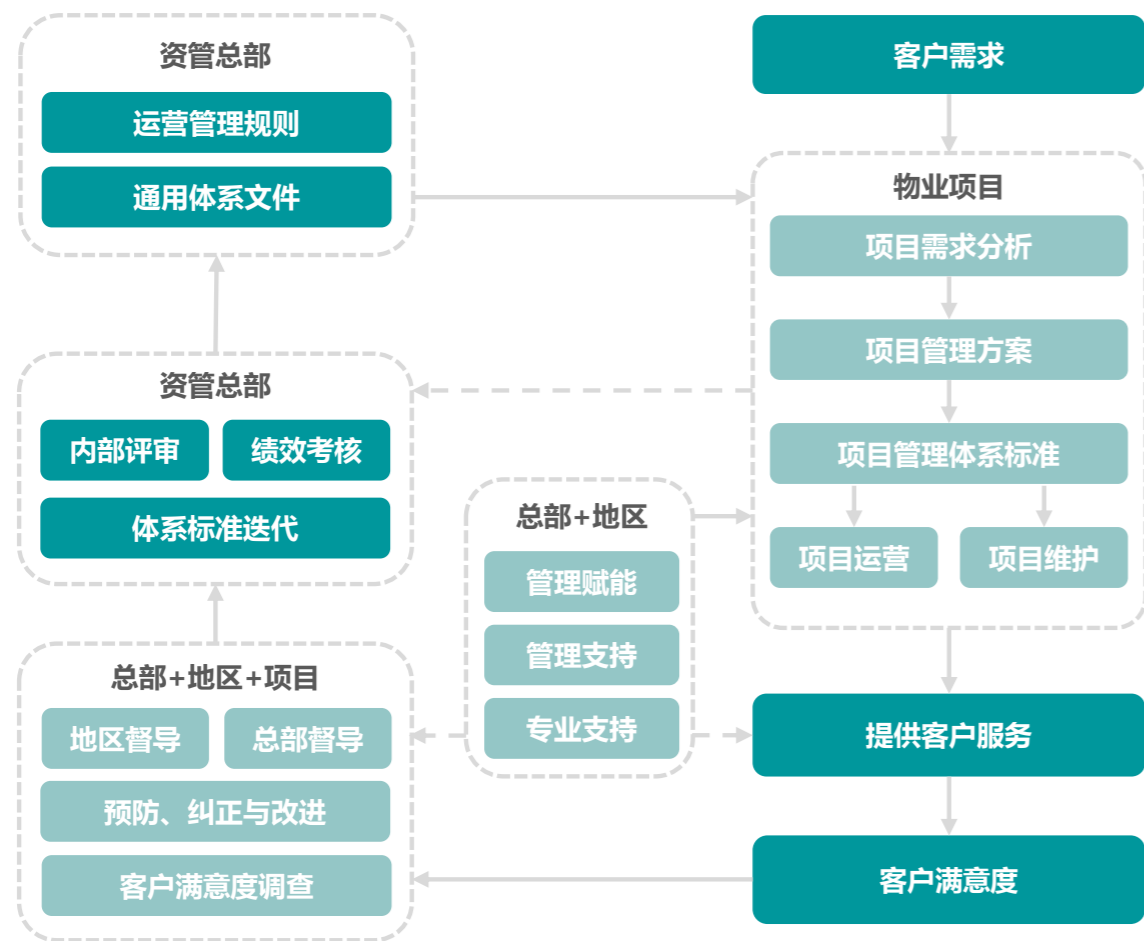 资管总部
运营管理规则
通用体系文件
资管总部
内部评审
绩效考核
体系标准迭代
总部+地区+项目
地区督导
总部督导
预防、纠正与改进
客户满意度调查
总部+地区
管理赋能
管理支持
专业支持
客户需求
物业项目
项目需求分析
项目管理方案
项目管理体系标准
项目运营
项目维护
提供客户服务
客户满意度